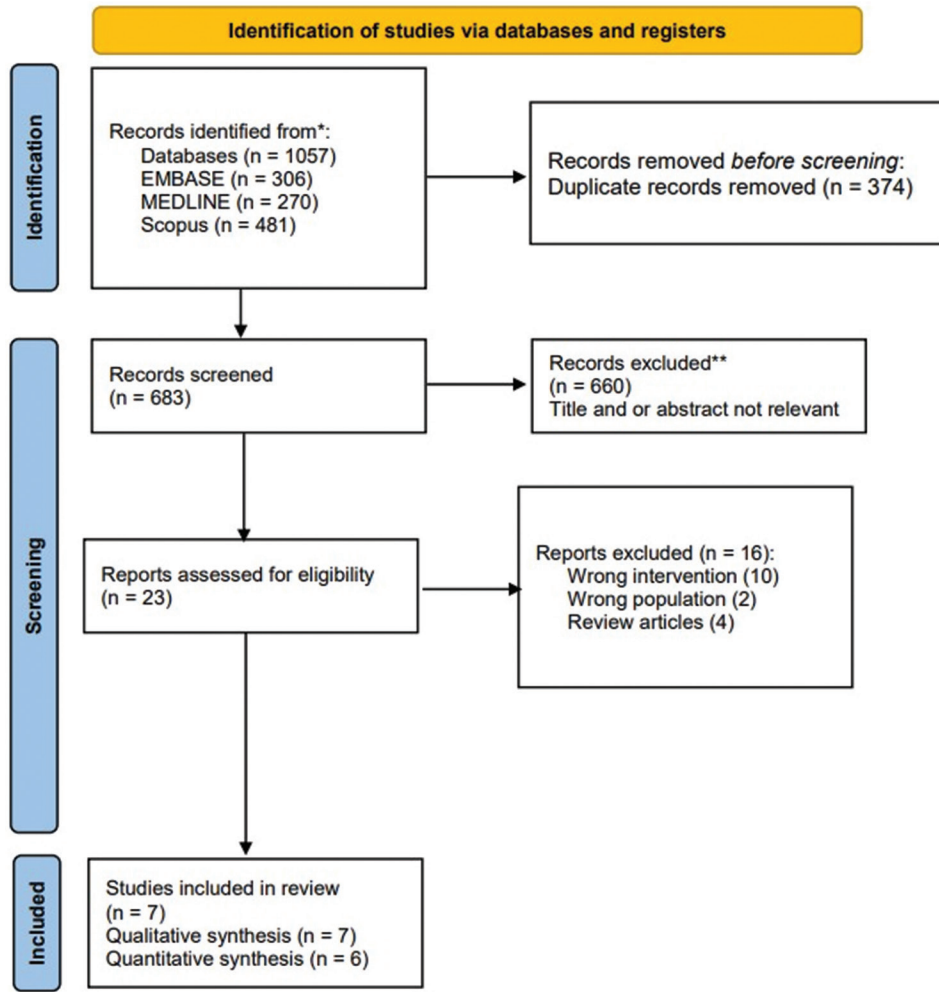 Identification of studies via databases and registers
Identification
Records identified from*:
Databases (n = 1057)
EMBASE (n = 306)
MEDLINE (n = 270)
Scopus (n = 481)
Records removed before screening:
Duplicate records removed (n = 374)
Screening
Records screened
(n = 683)
Records excluded**
(n = 660)
Title and or abstract not relevant
Reports assessed for eligibility
(n = 23)
Reports excluded (n = 16):
Wrong intervention (10)
Wrong population (2)
Review articles (4)
Included
Studies included in review
(n = 7)
Qualitative synthesis (n = 7)
Quantitative synthesis (n = 6)